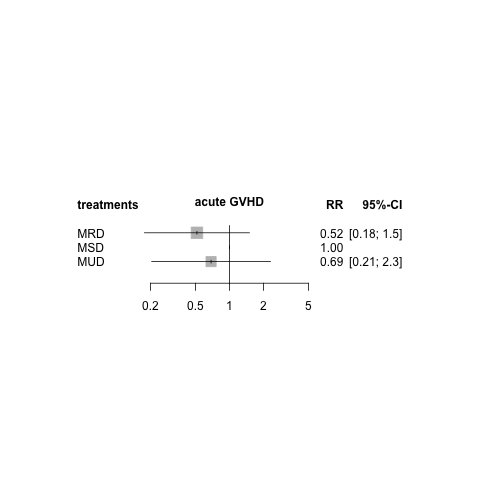 treatments acute GVHD RR 95%-CI
MRD 0.52 [0.18; 1.5]
MSD 1.00
MUD 0.69 [0.21; 2.3]
0.2 0.5 1 2 5